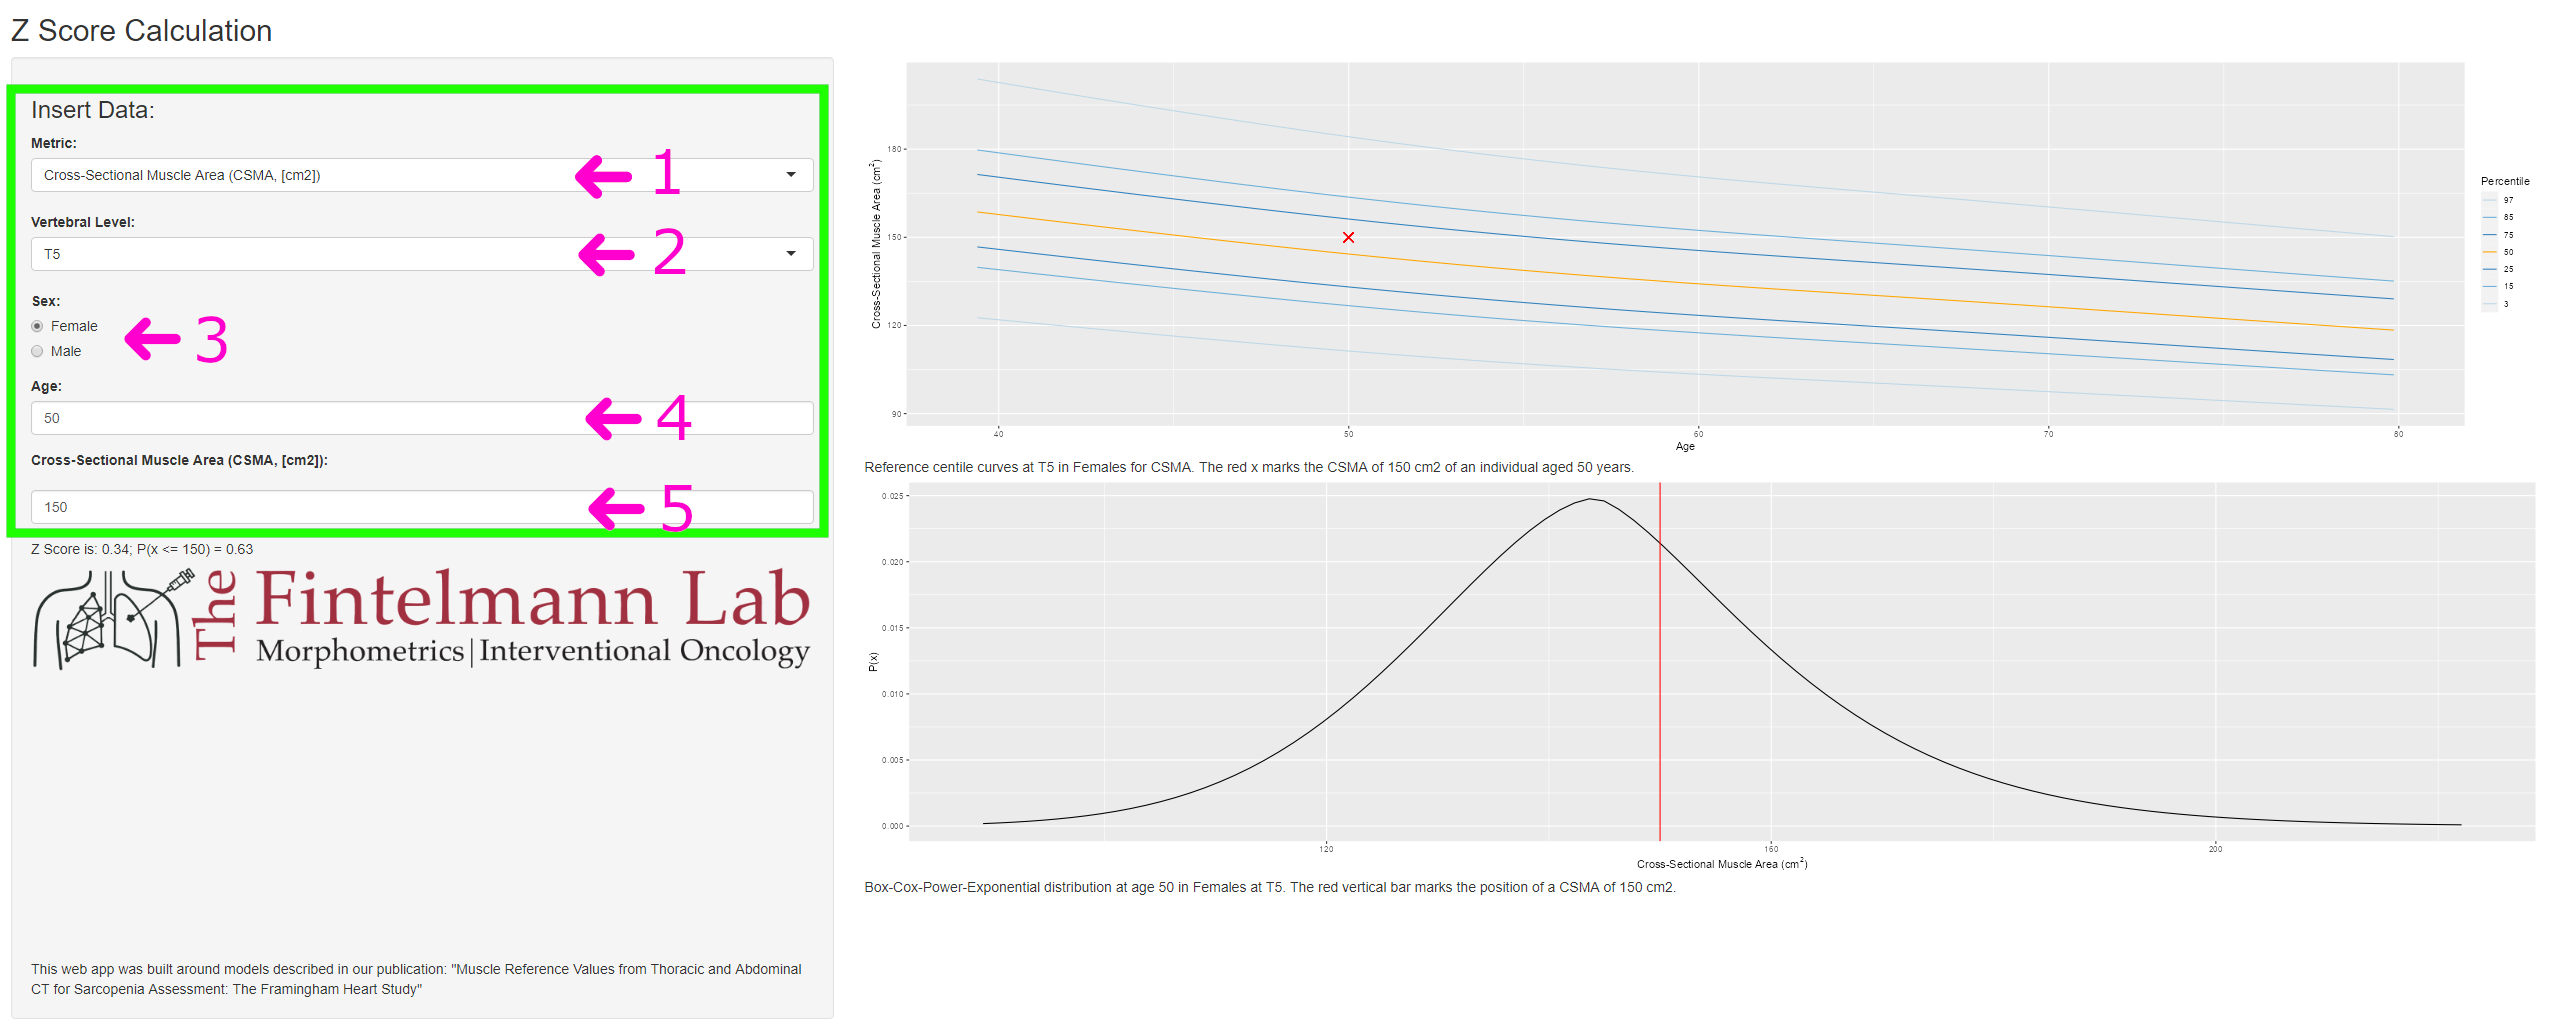 Z Score Calculation
Insert Data:
Metric:
Cross-Sectional Muscle Area (CSMA, [cm2])
1
Vertebral Level:
T5
2
Sex:
Female
Male
3
Age:
50
4
Cross-Sectional Muscle Area (CSMA, [cm2]):
150
5
Z Score is: 0.34; P(x <= 150) = 0.63
The Fintelmann Lab
Morphometrics|Interventional Oncology
This web app was built around models described in our publication: "Muscle Reference Values from Thoracic and Abdominal
CT for Sarcopenia Assessment: The Framingham Heart Study"
Cross-Sectional Muscle Area (cm²)
180
150
120
90
40 50 60 70 80
Age
Percentile
97
85
75
50
25
15
3
Reference centile curves at T5 in Females for CSMA. The red x marks the CSMA of 150 cm2 of an individual aged 50 years.
P(x)
0.025
0.020
0.015
0.010
0.005
0.000
120 160 200
Cross-Sectional Muscle Area (cm²)
Box-Cox-Power-Exponential distribution at age 50 in Females at T5. The red vertical bar marks the position of a CSMA of 150 cm2.